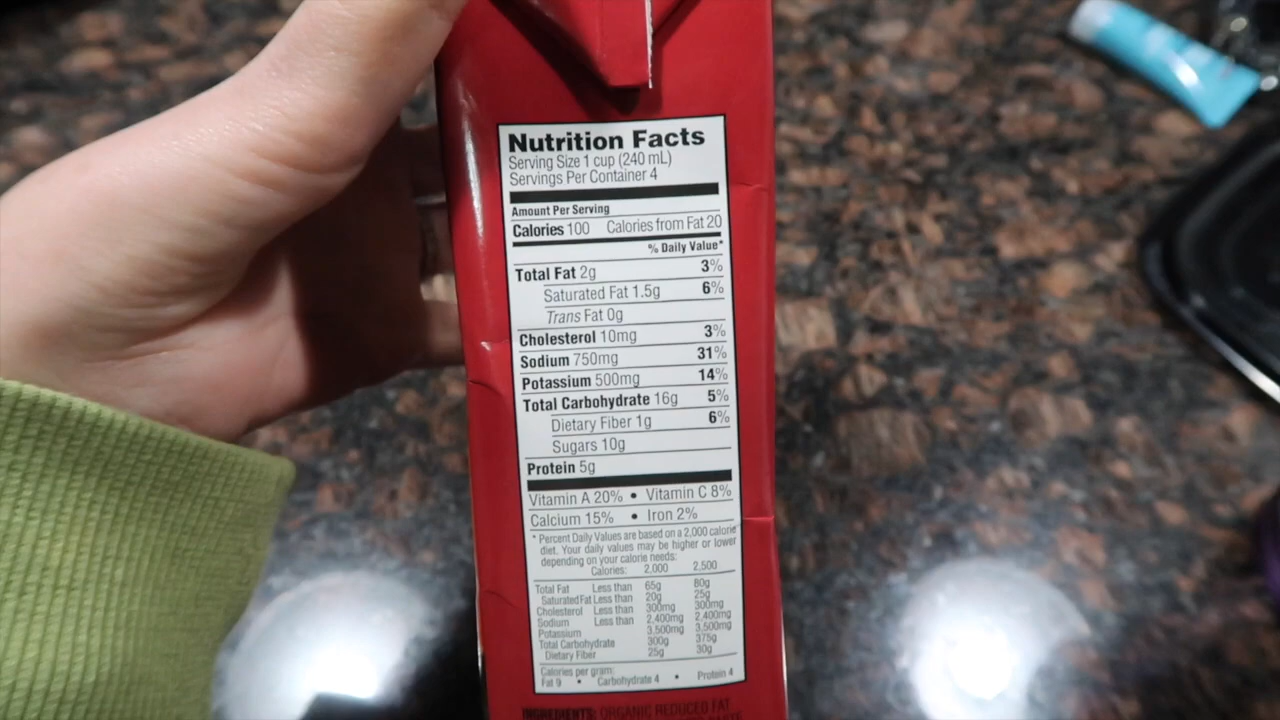 Nutrition Facts
Serving Size 1 cup (240 mL)
Servings Per Container 4
Amount Per Serving
Calories 100 Calories from Fat 20
% Daily Value*
Total Fat 2g 3%
Saturated Fat 1.5g 6%
Trans Fat 0g
Cholesterol 10mg 3%
Sodium 750mg 31%
Potassium 500mg 14%
Total Carbohydrate 16g 5%
Dietary Fiber 1g 6%
Sugars 10g
Protein 5g
Vitamin A 20% • Vitamin C 8%
Calcium 15% • Iron 2%
* Percent Daily Values are based on a 2,000 calorie
diet. Your daily values may be higher or lower
depending on your calorie needs:
Calories: 2,000 2,500
Total Fat Less than 65g 80g
Saturated Fat Less than 20g 25g
Cholesterol Less than 300mg 300mg
Sodium Less than 2,400mg 2,400mg
Potassium 3,500mg 3,500mg
Total Carbohydrate 300g 375g
Dietary Fiber 25g 30g
Calories per gram:
Fat 9 • Carbohydrate 4 • Protein 4
INGREDIENTS: ORGANIC REDUCED FAT